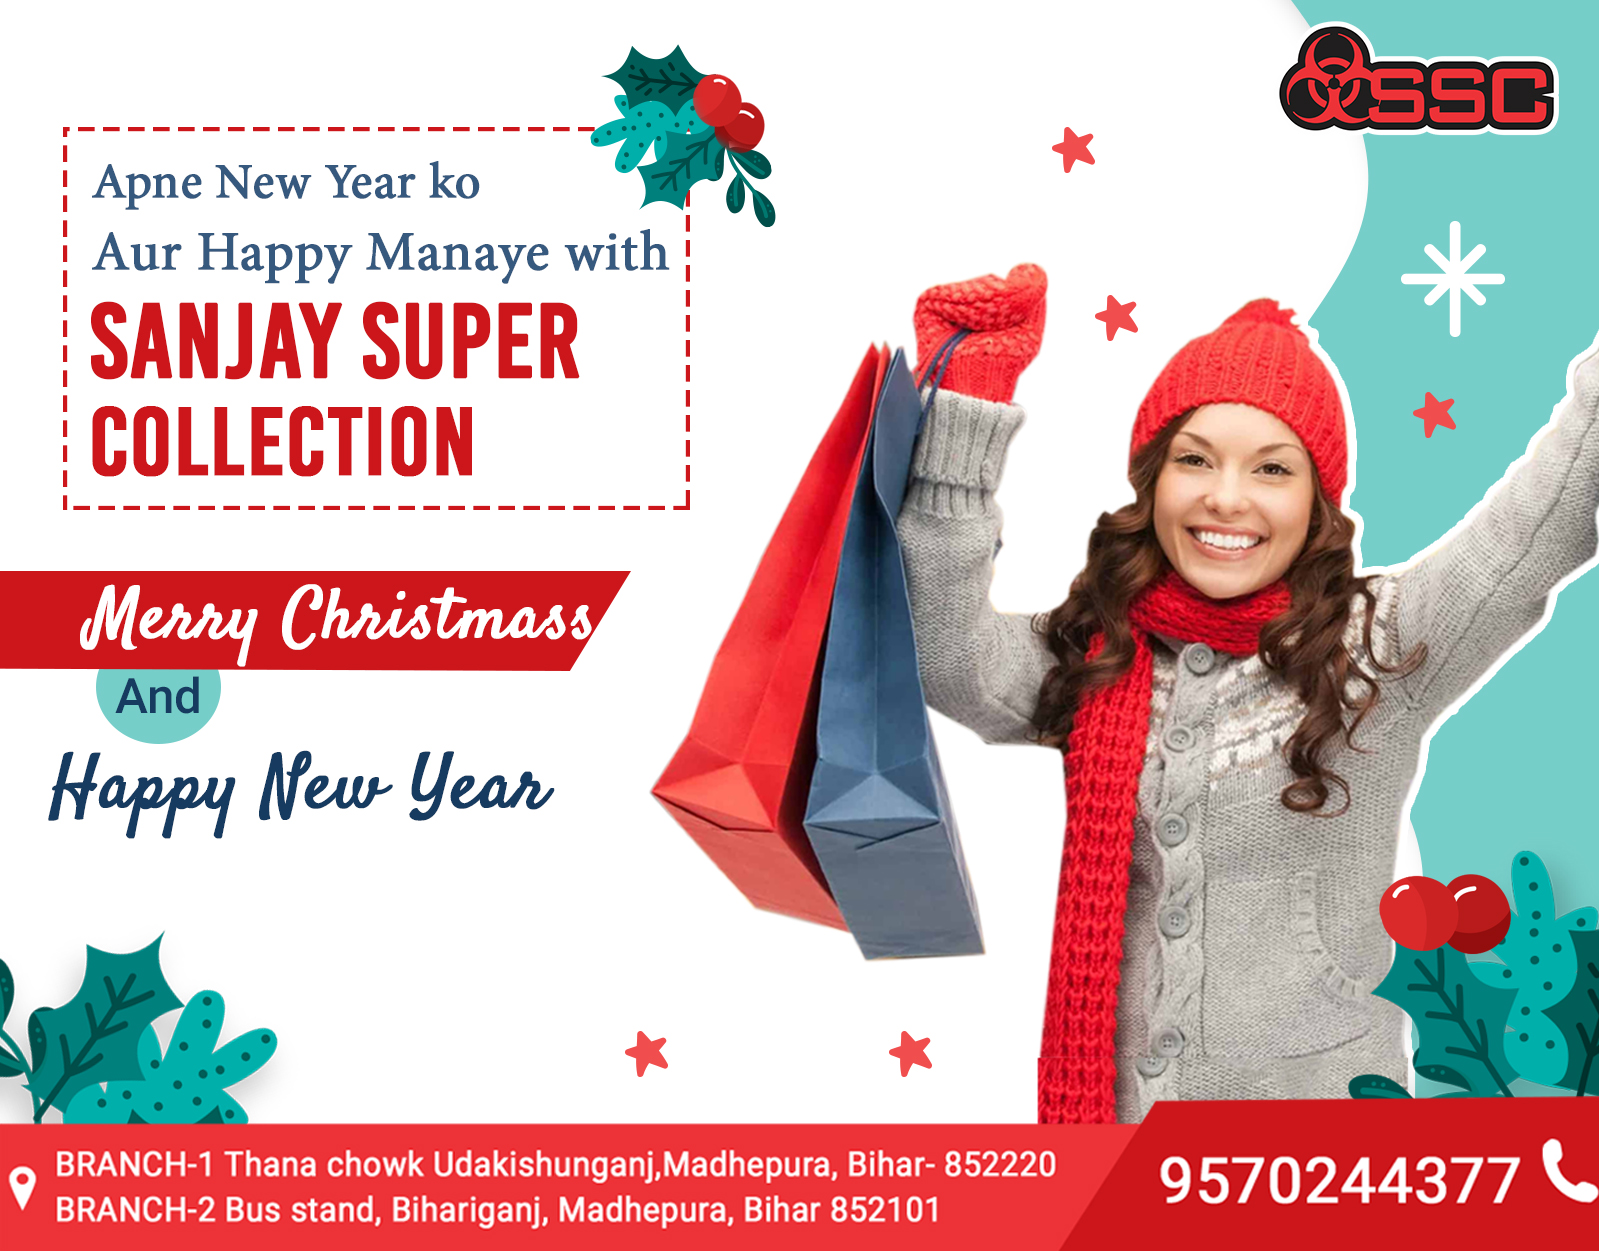 SSC
Apne New Year ko
Aur Happy Manaye with
SANJAY SUPER
COLLECTION
Merry Christmass
And
Happy New Year
BRANCH-1 Thana chowk Udakishunganj,Madhepura, Bihar- 852220
BRANCH-2 Bus stand, Bihariganj, Madhepura, Bihar 852101
9570244377